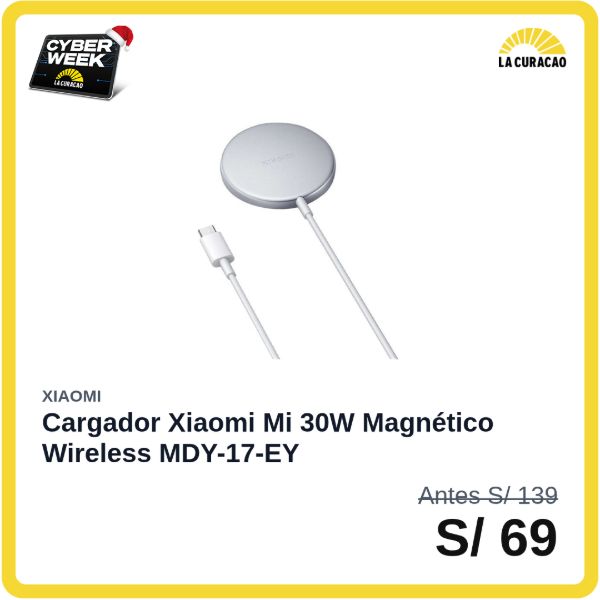 CYBER
WEEK
LA CURACAO
LA CURACAO
XIAOMI
Cargador Xiaomi Mi 30W Magnético
Wireless MDY-17-EY
Antes S/ 139
S/ 69